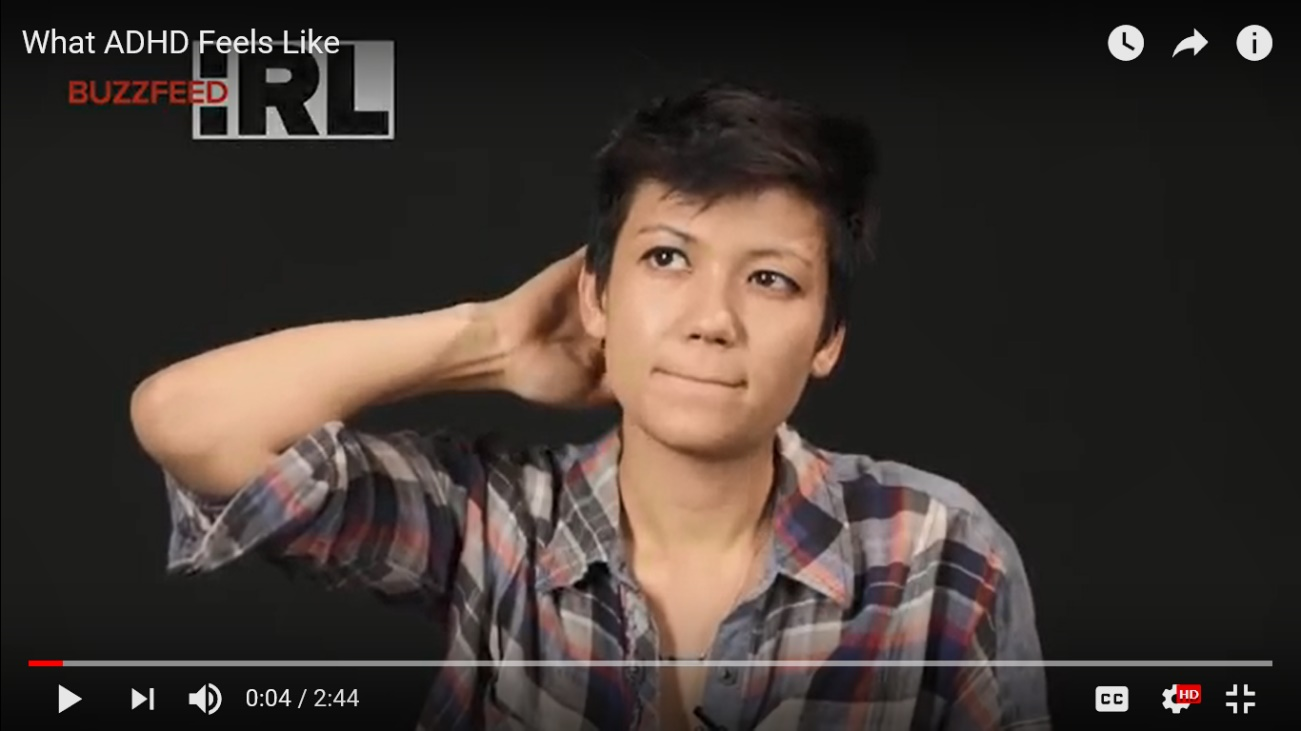 What ADHD Feels Like
BUZZFEED
IRL
0:04 / 2:44
CC
HD